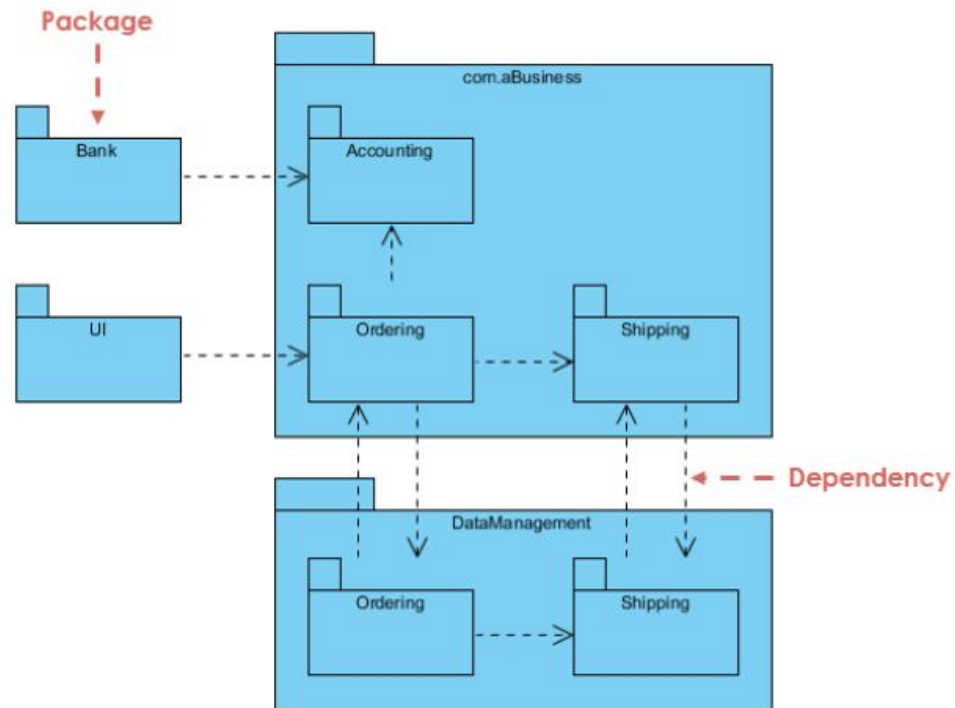 Package
com.aBusiness
Bank
Accounting
UI
Ordering
Shipping
Dependency
DataManagement
Ordering
Shipping